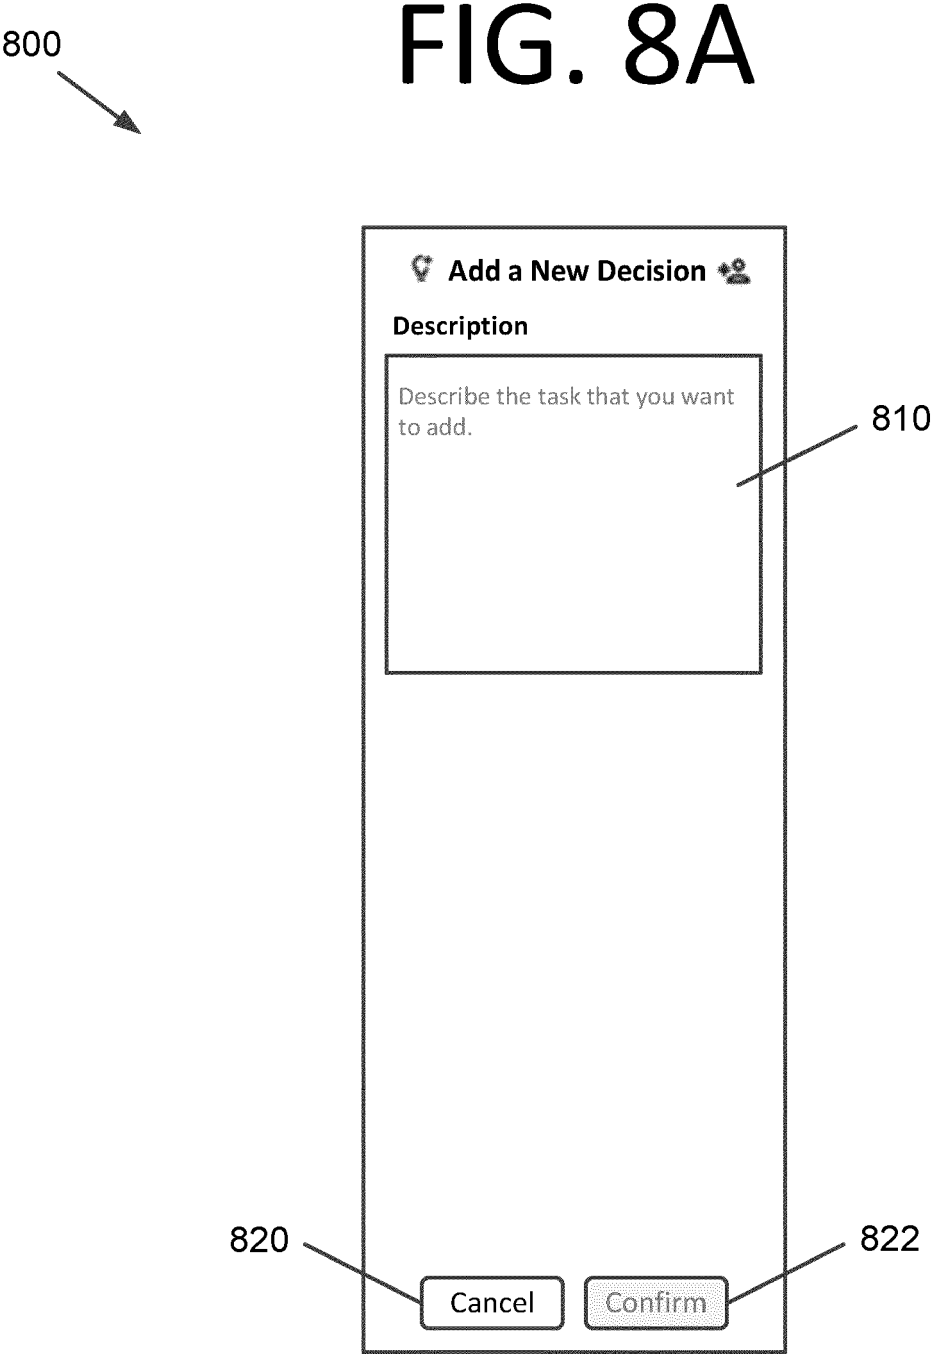 FIG. 8A
800
Add a New Decision
Description
Describe the task that you want
to add.
810
820
822
Cancel
Confirm